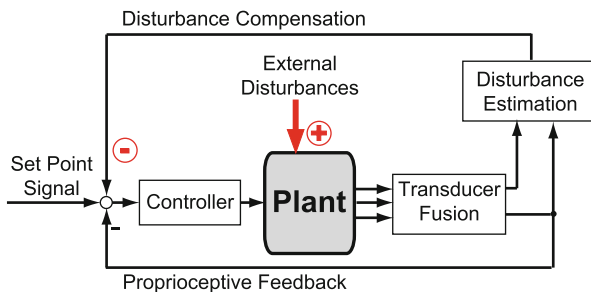 Disturbance Compensation
External
Disturbances
Disturbance
Estimation
-
+
Set Point
Signal
Controller
Plant
Transducer
Fusion
-
Proprioceptive Feedback